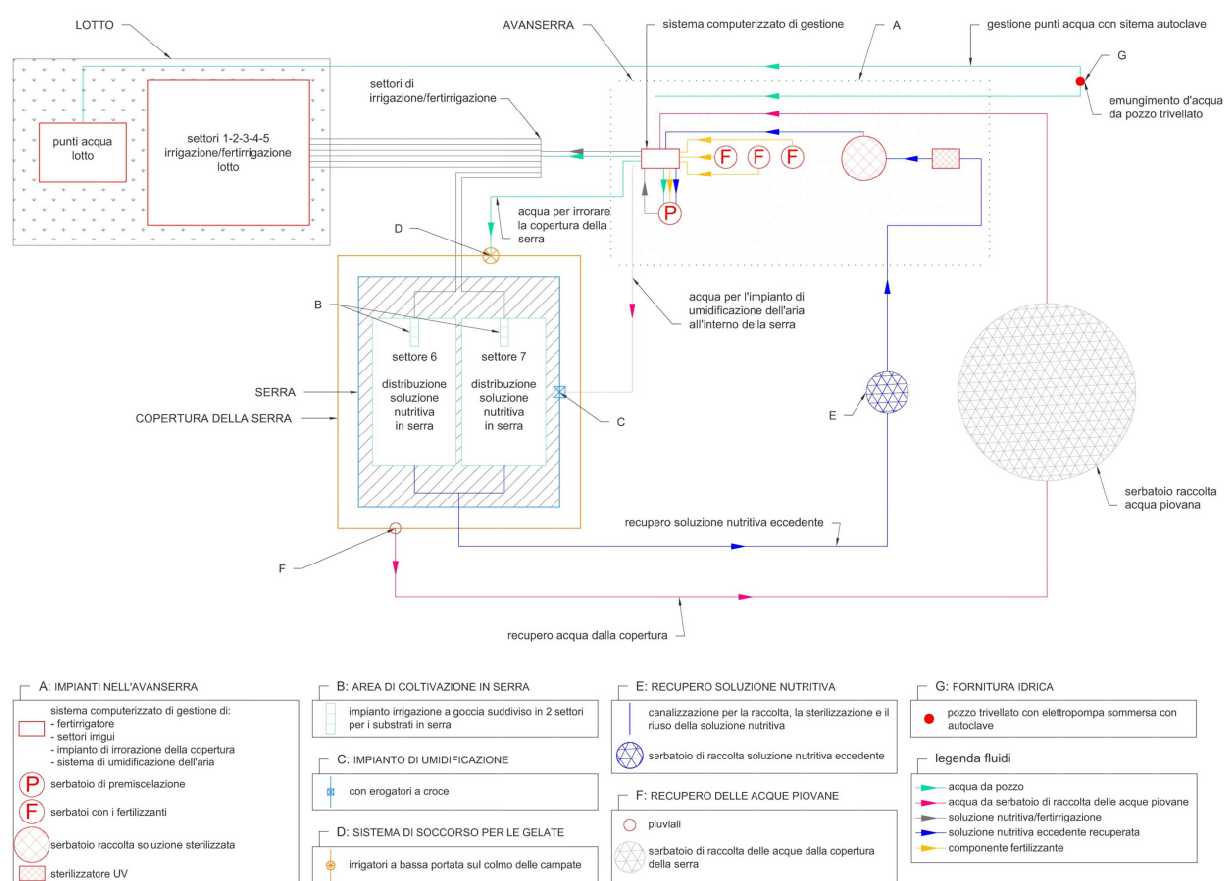 LOTTO
AVANSERRA
sistema computerizzato di gestione
A
gestione punti acqua ccn sitema autoclave
G
emungimento d'acqua
da pozzo trivellato
settori di
irrigazione/fertirrigazione
punti acqua
lotto
settori 1-2-3-4-5
irrigazione/fertirrigazione
lotto
F
F
F
P
acqua per irrorare
la copertura della
serra
D
B
acqua per l'impianto di
umidificazione dell'aria
all'interno de la serra
settore 6
distribuzione
soluzione
nutritiva
in serra
settore 7
distribuzione
soluzione
nutritiva
in serra
SERRA
COPERTURA DELLA SERRA
C
E
serbatoio raccolta
acqua piovana
recupero soluzione nutritiva eccedente
F
recupero acqua dalla copertura
A: IMPIANTI NELL'AVANSERRA
sistema computerizzato di gestione di:
- fertirrigatore
- settori irrigui
- impianto di irrorazione della copertura
- sistema di umidificazione dell'aria
P serbatoio di premiscelazione
F serbatoi con i fertilizzanti
serbatoio raccolta so uzione sterilizzata
sterilizzatore UV
B: AREA DI COLTIVAZIONE IN SERRA
impianto irrigazione a goccia suddiviso in 2 settori
per i substrati in serra
C: IMPIANTO DI UMIDIFICAZIONE
con erogatori a croce
D: SISTEMA DI SOCCORSO PER LE GELATE
irrigatori a bassa portata sul colmo delle campate
E: RECUPERO SOLUZIONE NUTRITIVA
canalizzazione per la raccolta, la sterilizzazione e il
riuso della soluzione nutritiva
serbatoio di raccolta soluzione nutritiva eccedente
F: RECUPERO DELLE ACQUE PIOVANE
pluviali
serbatoio di raccolta delle acque dalla copertura
della serra
G: FORNITURA IDRICA
pozzo trivellato con elettropompa sommersa con
autoclave
legenda fluidi
acqua da pozzo
acqua da serbatoio di raccolta delle acque piovane
soluzione nutritiva/fertirrigazione
soluzione nutritiva eccedente recuperata
componente fertilizzante